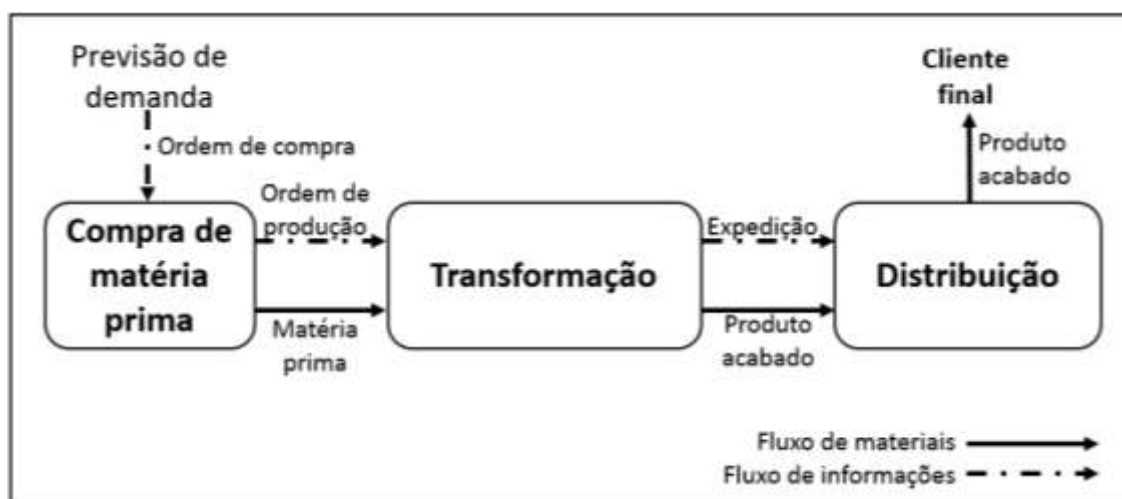 Previsão de
demanda
Ordem de compra
Compra de
matéria
prima
Ordem de
produção
Matéria
prima
Transformação
Expedição
Produto
acabado
Distribuição
Cliente
final
Produto
acabado
Fluxo de materiais
Fluxo de informações